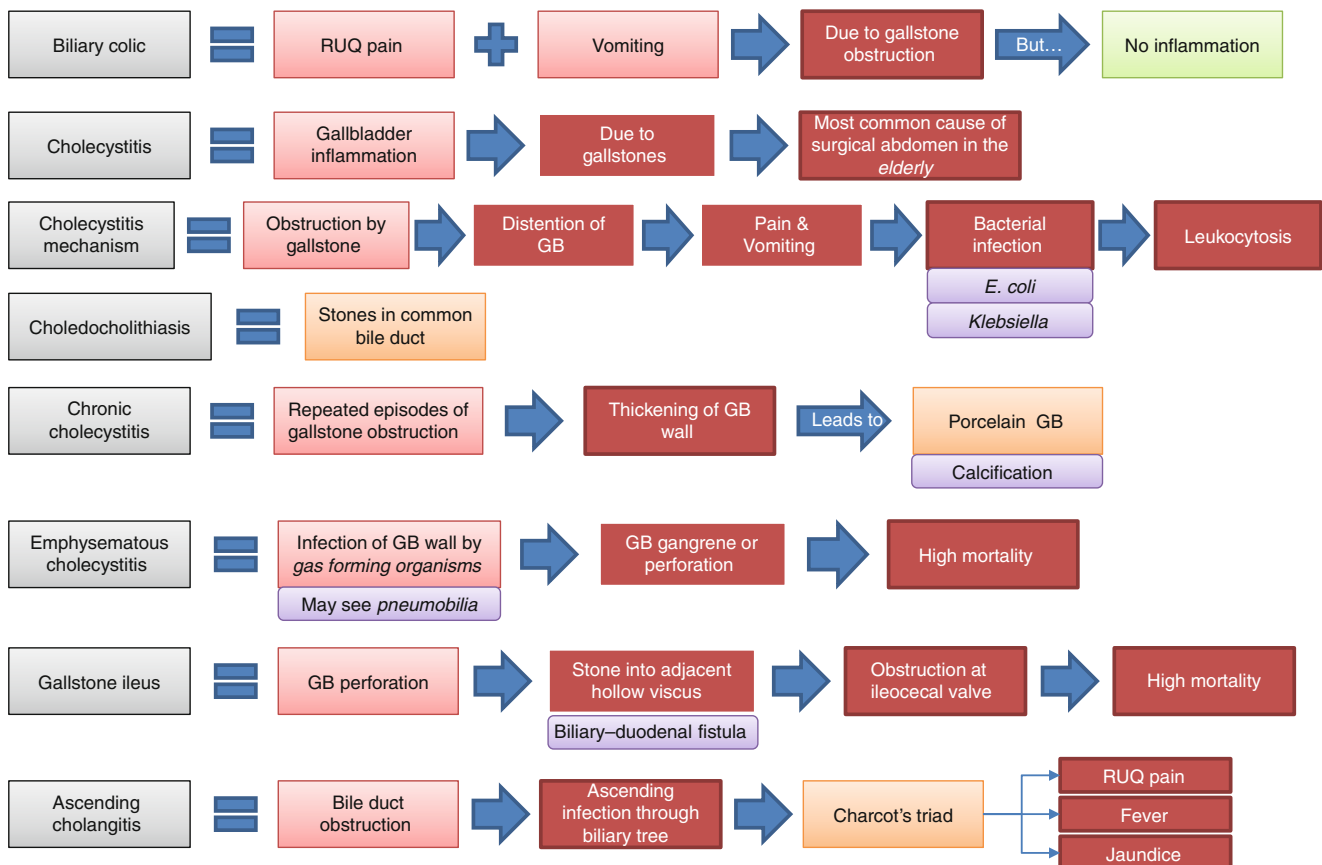 Biliary colic
RUQ pain
Vomiting
Due to gallstone
obstruction
But…
No inflammation
Cholecystitis
Gallbladder
inflammation
Due to
gallstones
Most common cause of
surgical abdomen in the
elderly
Cholecystitis
mechanism
Obstruction by
gallstone
Distention of
GB
Pain &
Vomiting
Bacterial
infection
E. coli
Klebsiella
Leukocytosis
Choledocholithiasis
Stones in common
bile duct
Chronic
cholecystitis
Repeated episodes of
gallstone obstruction
Thickening of GB
wall
Leads to
Porcelain GB
Calcification
Emphysematous
cholecystitis
Infection of GB wall by
gas forming organisms
May see pneumobilia
GB gangrene or
perforation
High mortality
Gallstone ileus
GB perforation
Stone into adjacent
hollow viscus
Biliary–duodenal fistula
Obstruction at
ileocecal valve
High mortality
Ascending
cholangitis
Bile duct
obstruction
Ascending
infection through
biliary tree
Charcot's triad
RUQ pain
Fever
Jaundice